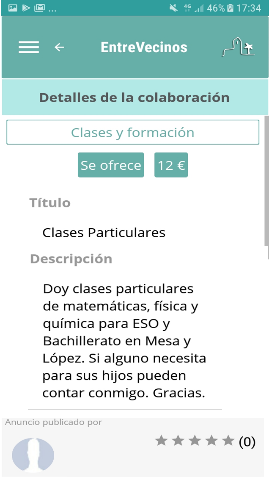 46% 17:34
EntreVecinos
Detalles de la colaboración
Clases y formación
Se ofrece 12 €
Título
Clases Particulares
Descripción
Doy clases particulares
de matemáticas, física y
química para ESO y
Bachillerato en Mesa y
López. Si alguno necesita
para sus hijos pueden
contar conmigo. Gracias.
Anuncio publicado por
(0)